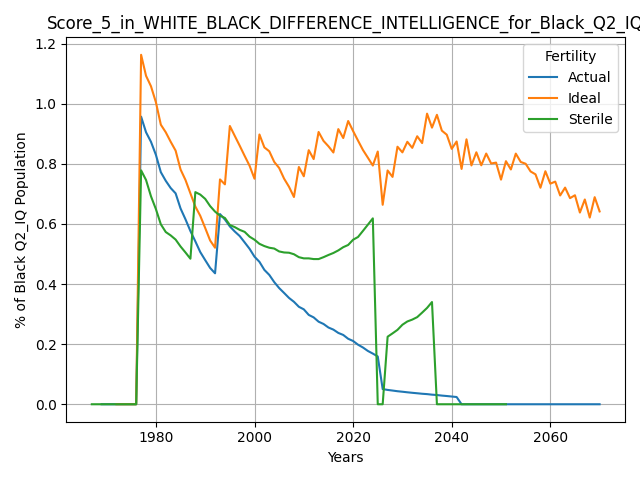 Score_5_in_WHITE_BLACK_DIFFERENCE_INTELLIGENCE_for_Black_Q2_IQ
Fertility
Actual
Ideal
Sterile
% of Black Q2_IQ Population
1.2
1.0
0.8
0.6
0.4
0.2
0.0
1980
2000
2020
2040
2060
Years